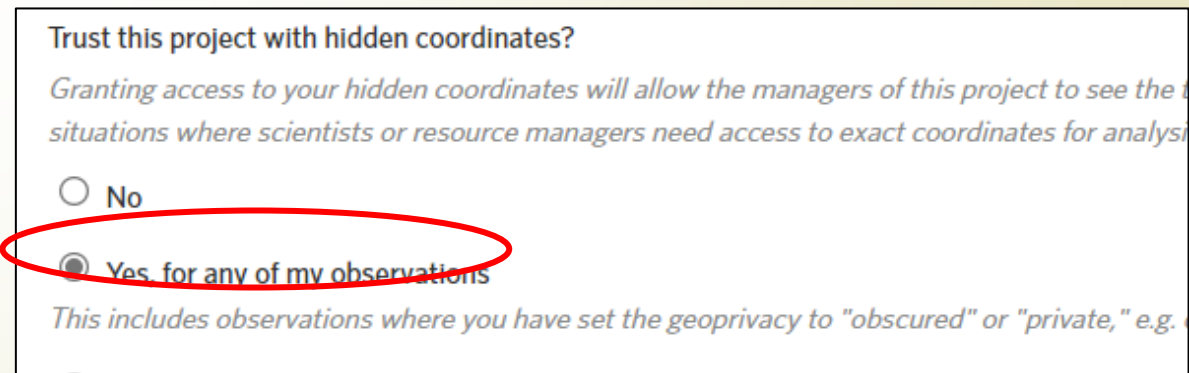 Trust this project with hidden coordinates?
Granting access to your hidden coordinates will allow the managers of this project to see the
situations where scientists or resource managers need access to exact coordinates for
No
Yes, for any of my observations
This includes observations where you have set the geoprivacy to "obscured" or "private," e.g.